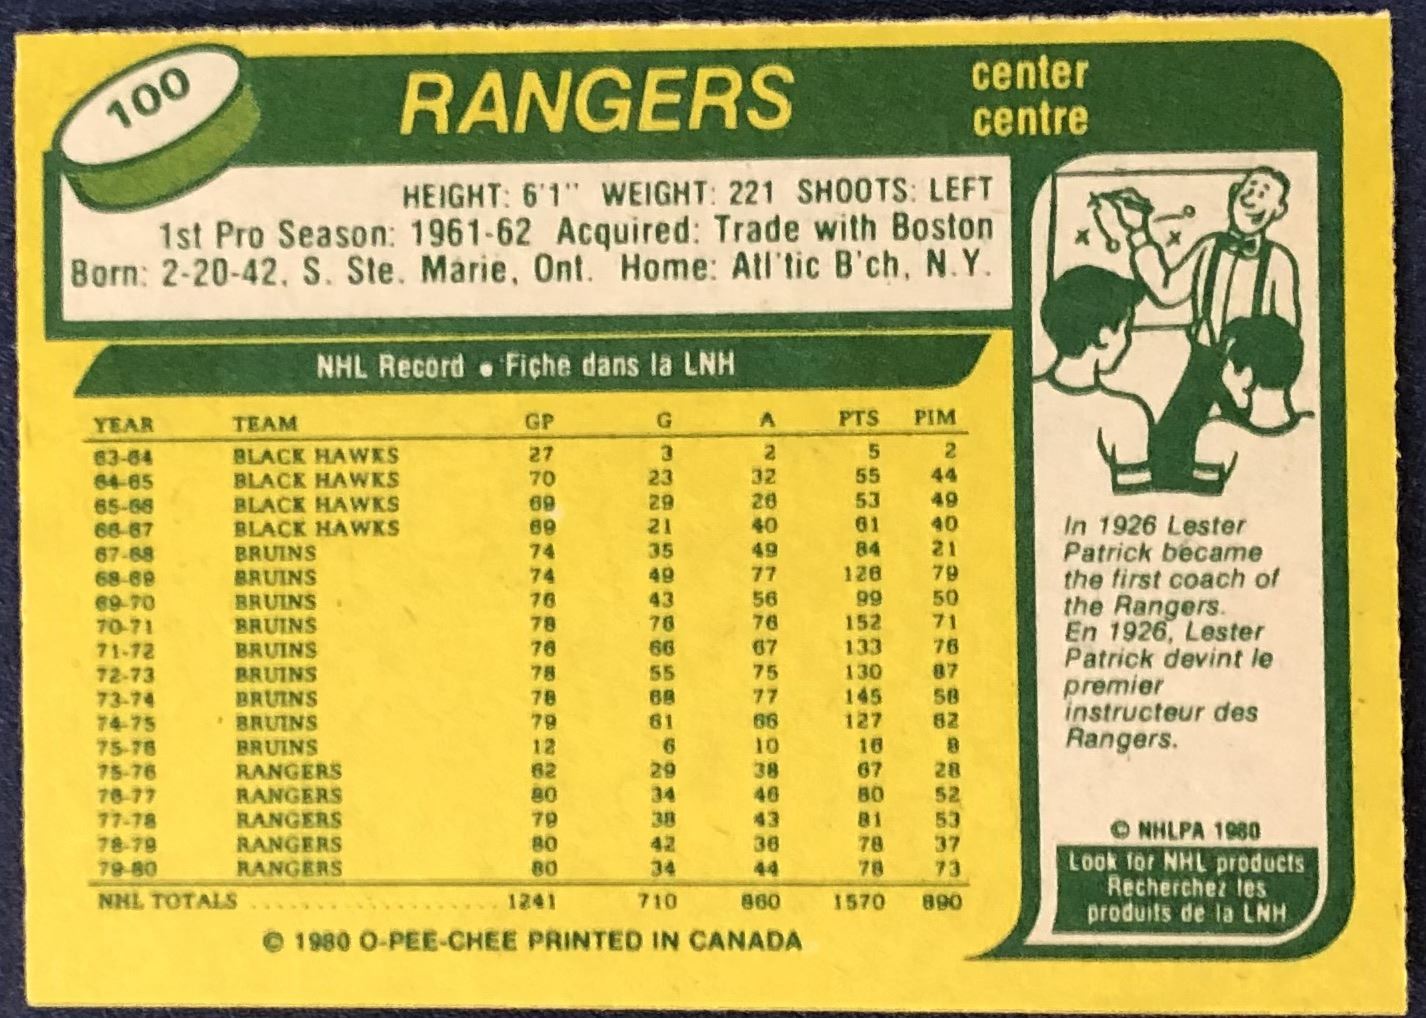 100
RANGERS
center
centre
HEIGHT: 6'1" WEIGHT: 221 SHOOTS: LEFT
1st Pro Season: 1961-62 Acquired: Trade with Boston
Born: 2-20-42, S. Ste. Marie, Ont. Home: Atl'tic B'ch, N.Y.
NHL Record • Fiche dans la LNH
YEAR TEAM GP G A PTS PIM
63-64 BLACK HAWKS 27 3 2 5 2
64-65 BLACK HAWKS 70 23 32 55 44
65-66 BLACK HAWKS 69 29 26 53 49
66-67 BLACK HAWKS 69 21 40 61 40
67-68 BRUINS 74 35 49 84 21
68-69 BRUINS 74 49 77 126 79
69-70 BRUINS 76 43 56 99 50
70-71 BRUINS 78 76 76 152 71
71-72 BRUINS 76 66 67 133 76
72-73 BRUINS 78 55 75 130 87
73-74 BRUINS 78 68 77 145 58
74-75 BRUINS 79 61 66 127 62
75-76 BRUINS 12 6 10 16 8
75-76 RANGERS 62 29 38 67 28
76-77 RANGERS 80 34 46 80 52
77-78 RANGERS 79 38 43 81 53
78-79 RANGERS 80 42 36 78 37
79-80 RANGERS 80 34 44 78 73
NHL TOTALS 1241 710 860 1570 890
© 1980 O-PEE-CHEE PRINTED IN CANADA
In 1926 Lester
Patrick became
the first coach of
the Rangers.
En 1926, Lester
Patrick devint le
premier
instructeur des
Rangers.
© NHLPA 1980
Look for NHL products
Recherchez les
produits de la LNH